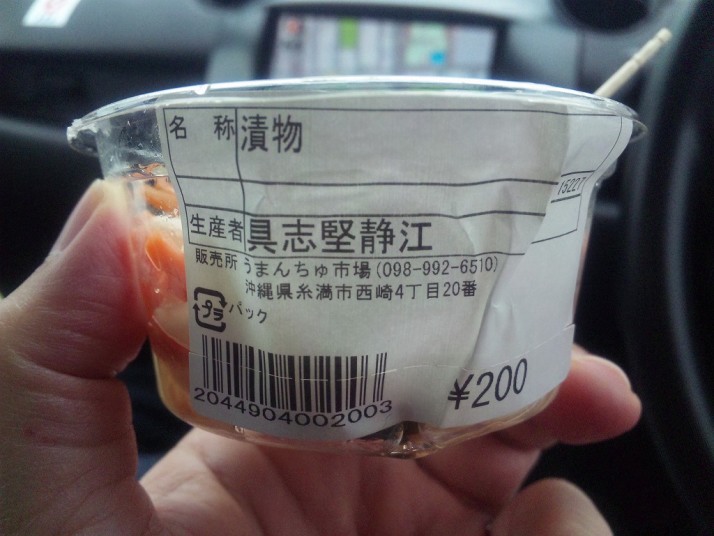 名 称 漬物
15227
生産者 具志堅静江
販売所 うまんちゅ市場(098-992-6510)
沖縄県糸満市西崎4丁目20番
プラ パック
2044904002003
¥200